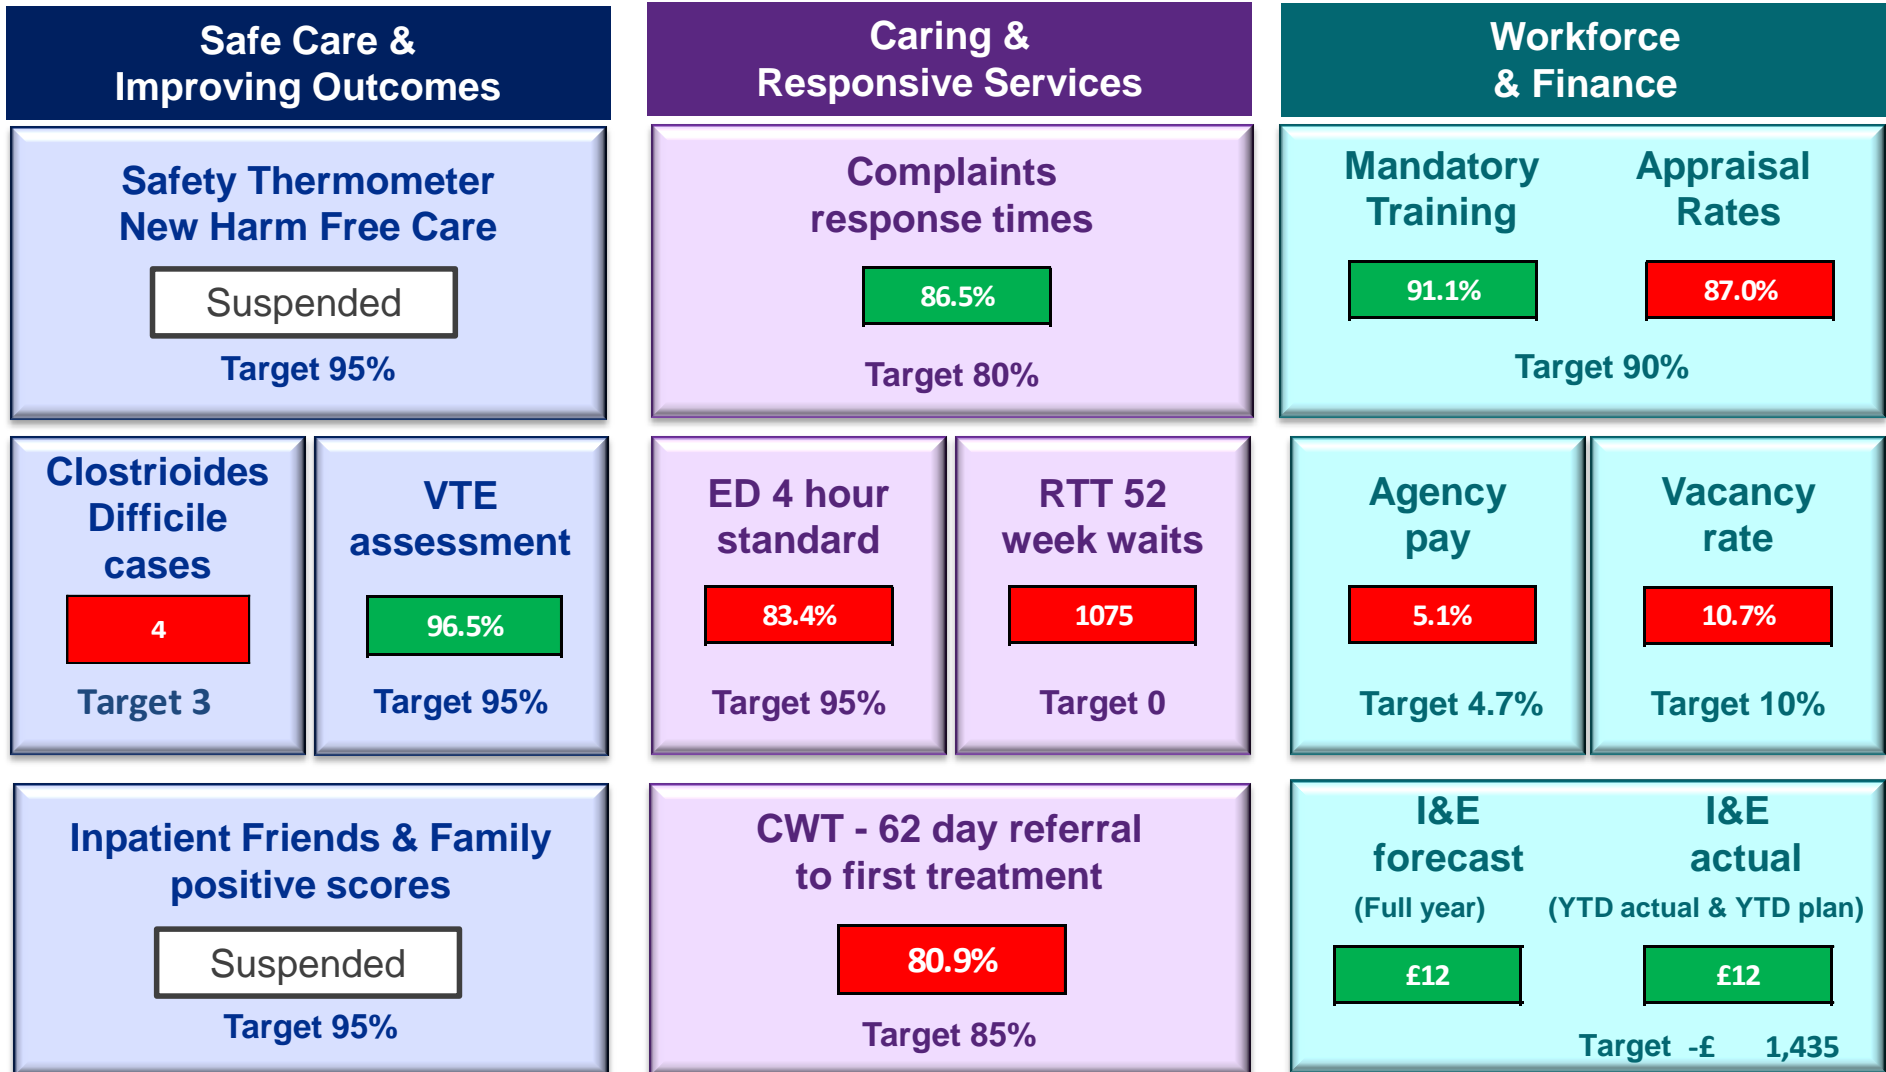 Safe Care &
Improving Outcomes
Safety Thermometer
New Harm Free Care
Suspended
Target 95%
Clostrioides
Difficile
cases
4
Target 3
VTE
assessment
96.5%
Target 95%
Inpatient Friends & Family
positive scores
Suspended
Target 95%
Caring &
Responsive Services
Complaints
response times
86.5%
Target 80%
ED 4 hour
standard
83.4%
Target 95%
RTT 52
week waits
1075
Target 0
CWT - 62 day referral
to first treatment
80.9%
Target 85%
Workforce
& Finance
Mandatory
Training
91.1%
Appraisal
Rates
87.0%
Target 90%
Agency
pay
5.1%
Target 4.7%
Vacancy
rate
10.7%
Target 10%
I&E
forecast
(Full year)
£12
I&E
actual
(YTD actual & YTD plan)
£12
Target -£ 1,435